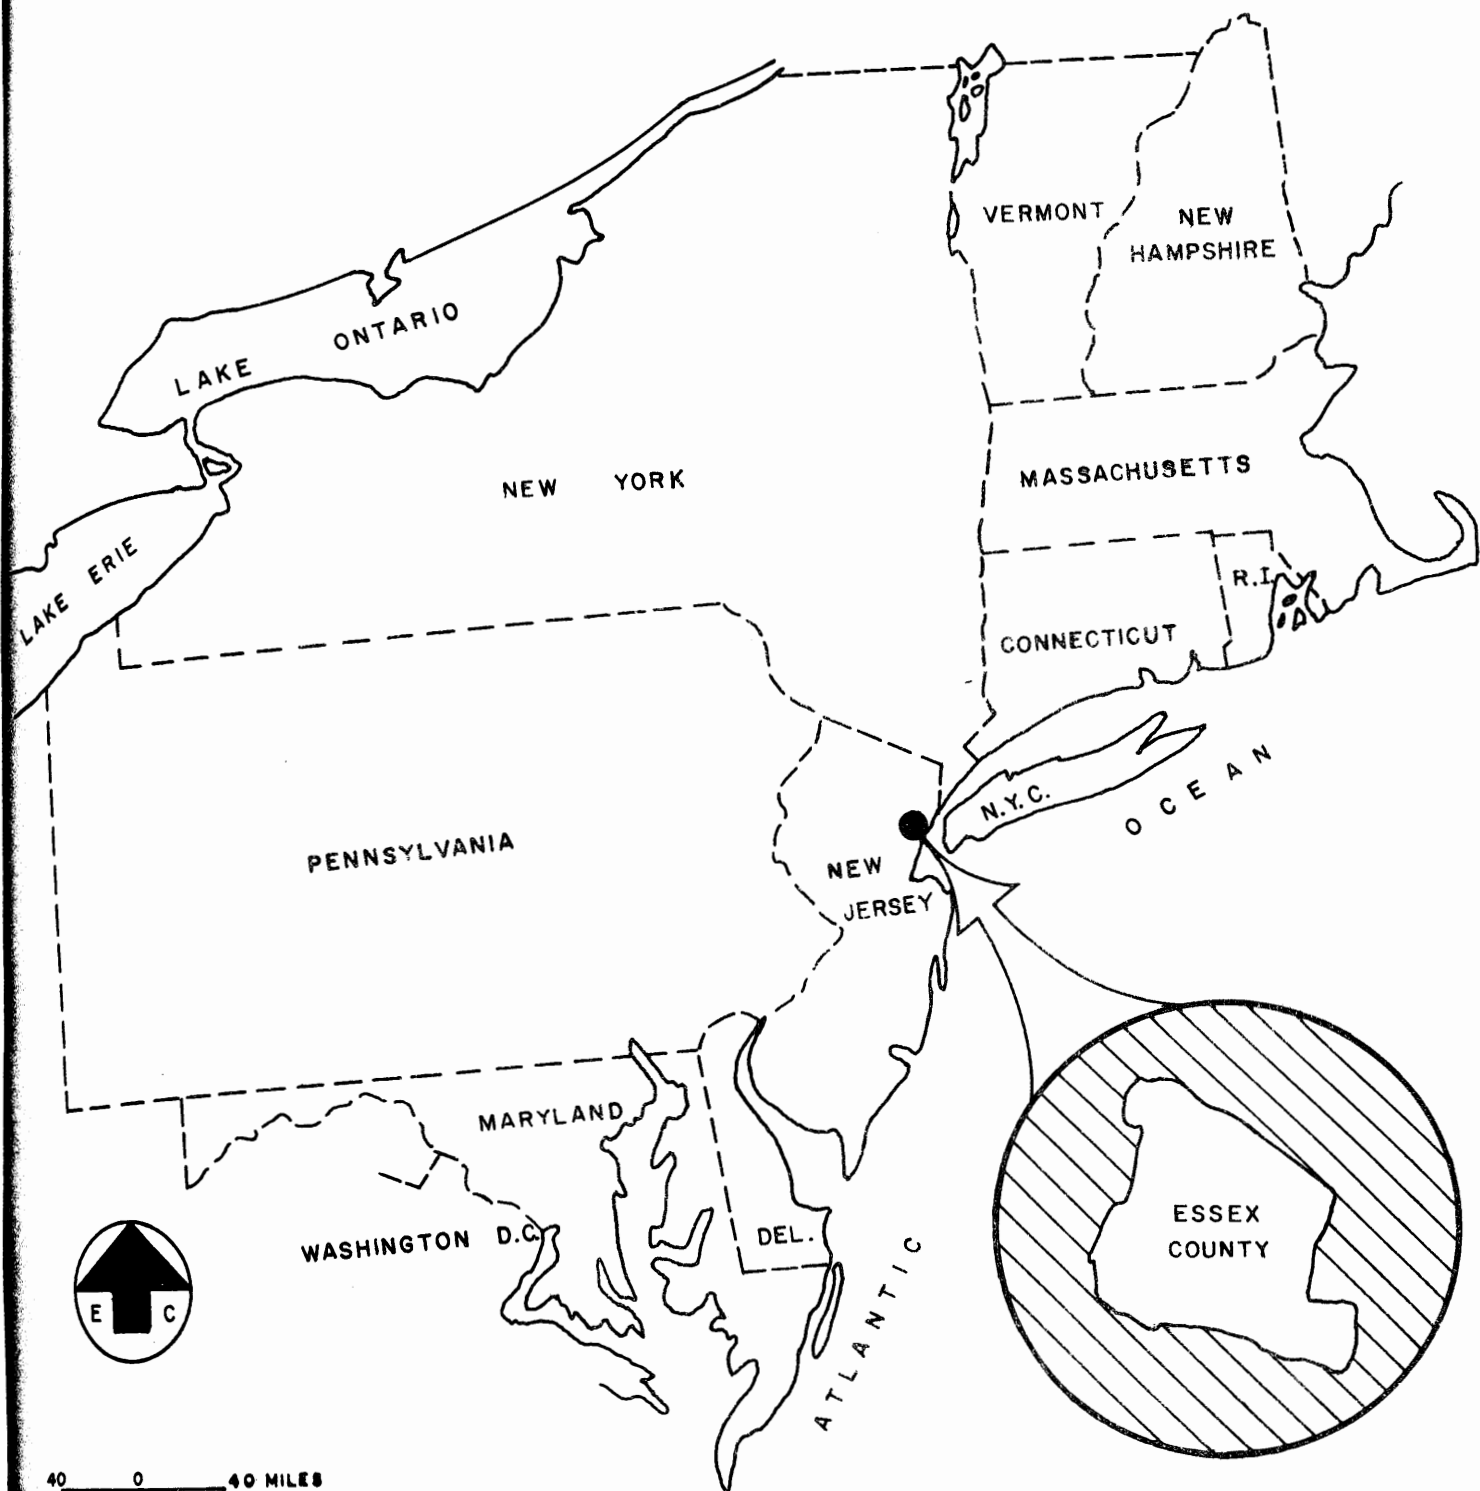 VERMONT
NEW
HAMPSHIRE
LAKE ONTARIO
NEW YORK
MASSACHUSETTS
LAKE ERIE
R.I.
CONNECTICUT
N.Y.C.
OCEAN
PENNSYLVANIA
NEW
JERSEY
MARYLAND
WASHINGTON D.C.
DEL.
ATLANTIC
ESSEX
COUNTY
E C
40 0 40 MILES